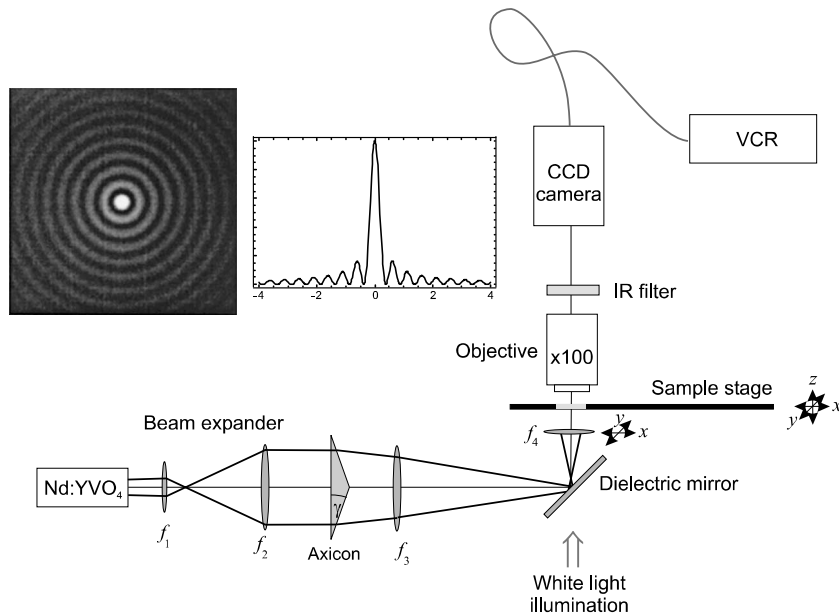 VCR
CCD
camera
IR filter
Objective
x100
Sample stage
z
x
y
-4
-2
0
2
4
Beam expander
f4
y
x
Nd:YVO4
γ
Dielectric mirror
f1
f2
Axicon
f3
White light
illumination